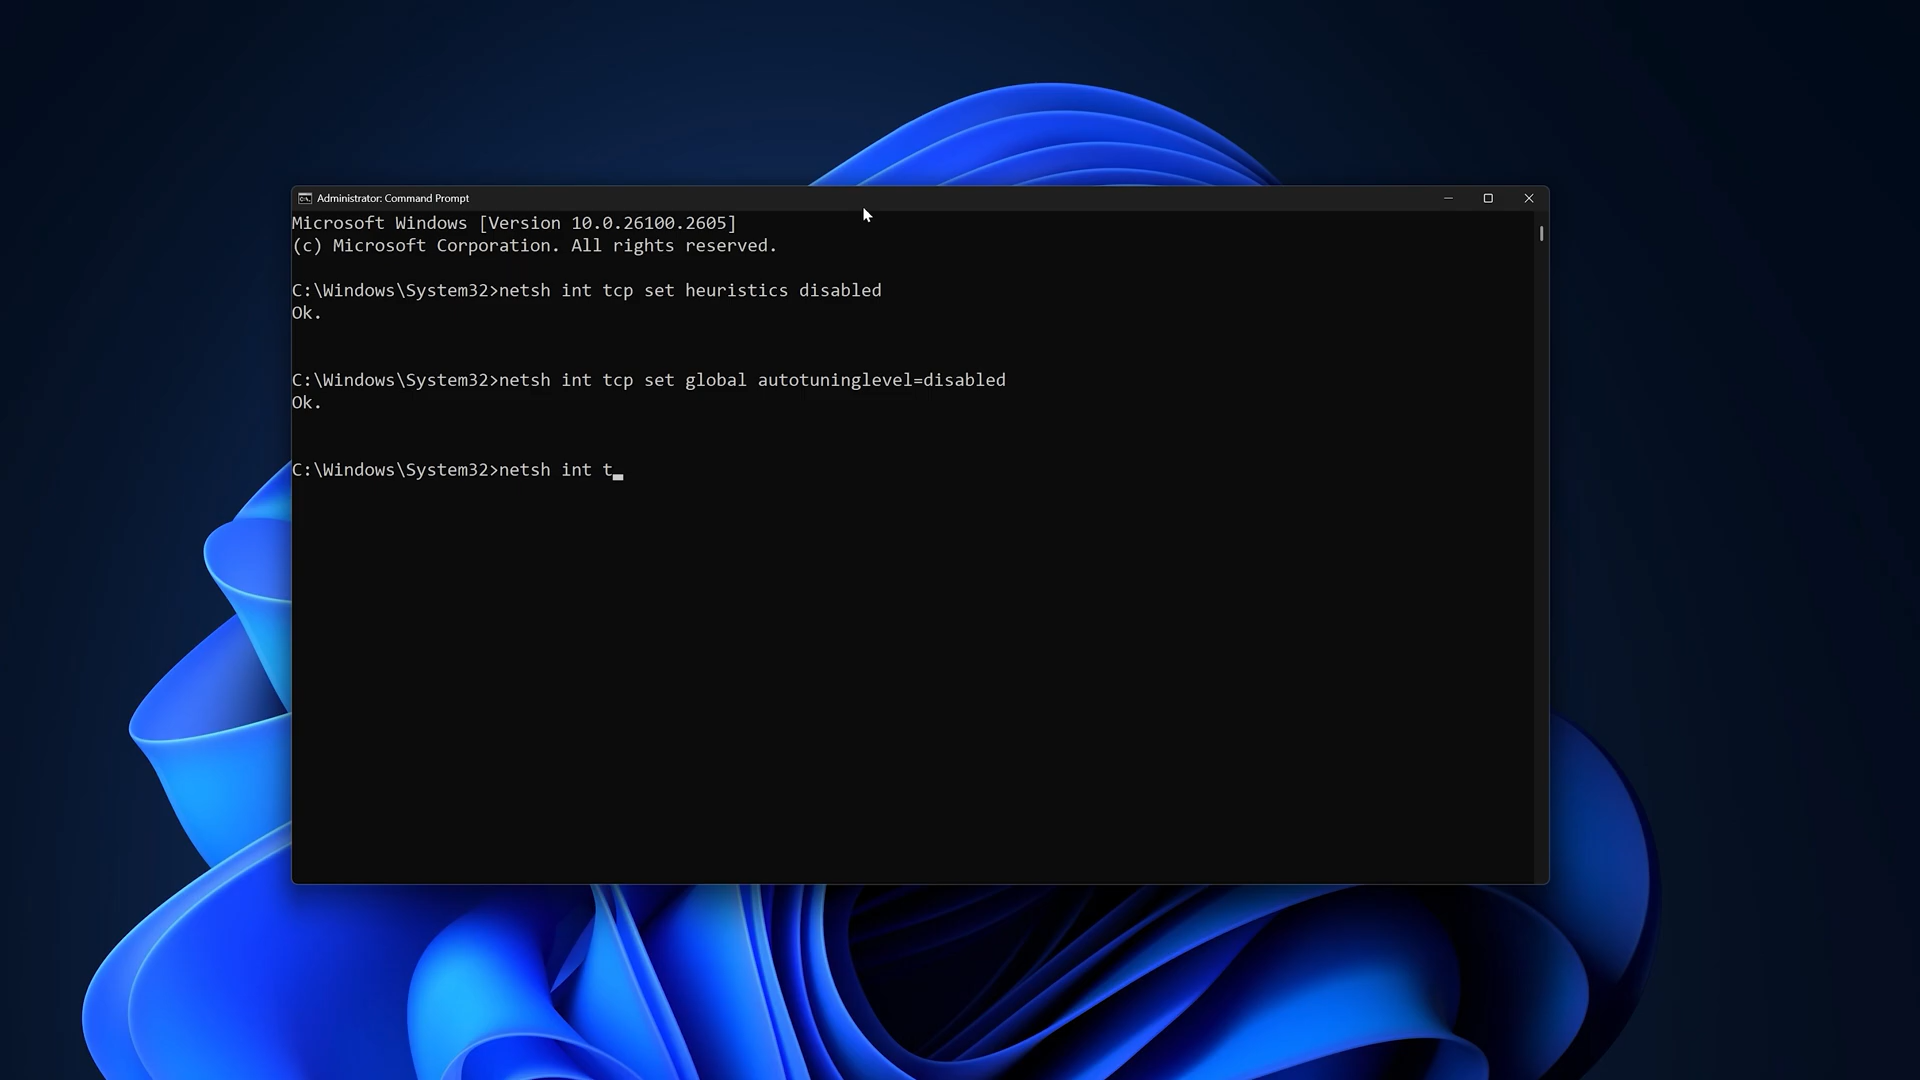 Administrator: Command Prompt
Microsoft Windows [Version 10.0.26100.2605]
(c) Microsoft Corporation. All rights reserved.
C:\Windows\System32>netsh int tcp set heuristics disabled
Ok.
C:\Windows\System32>netsh int tcp set global autotuninglevel=disabled
Ok.
C:\Windows\System32>netsh int t